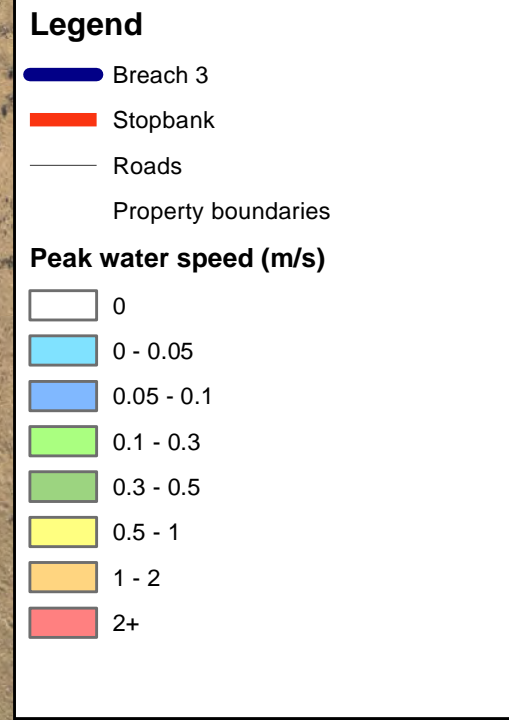 Legend
Breach 3
Stopbank
Roads
Property boundaries
Peak water speed (m/s)
0
0 - 0.05
0.05 - 0.1
0.1 - 0.3
0.3 - 0.5
0.5 - 1
1 - 2
2+